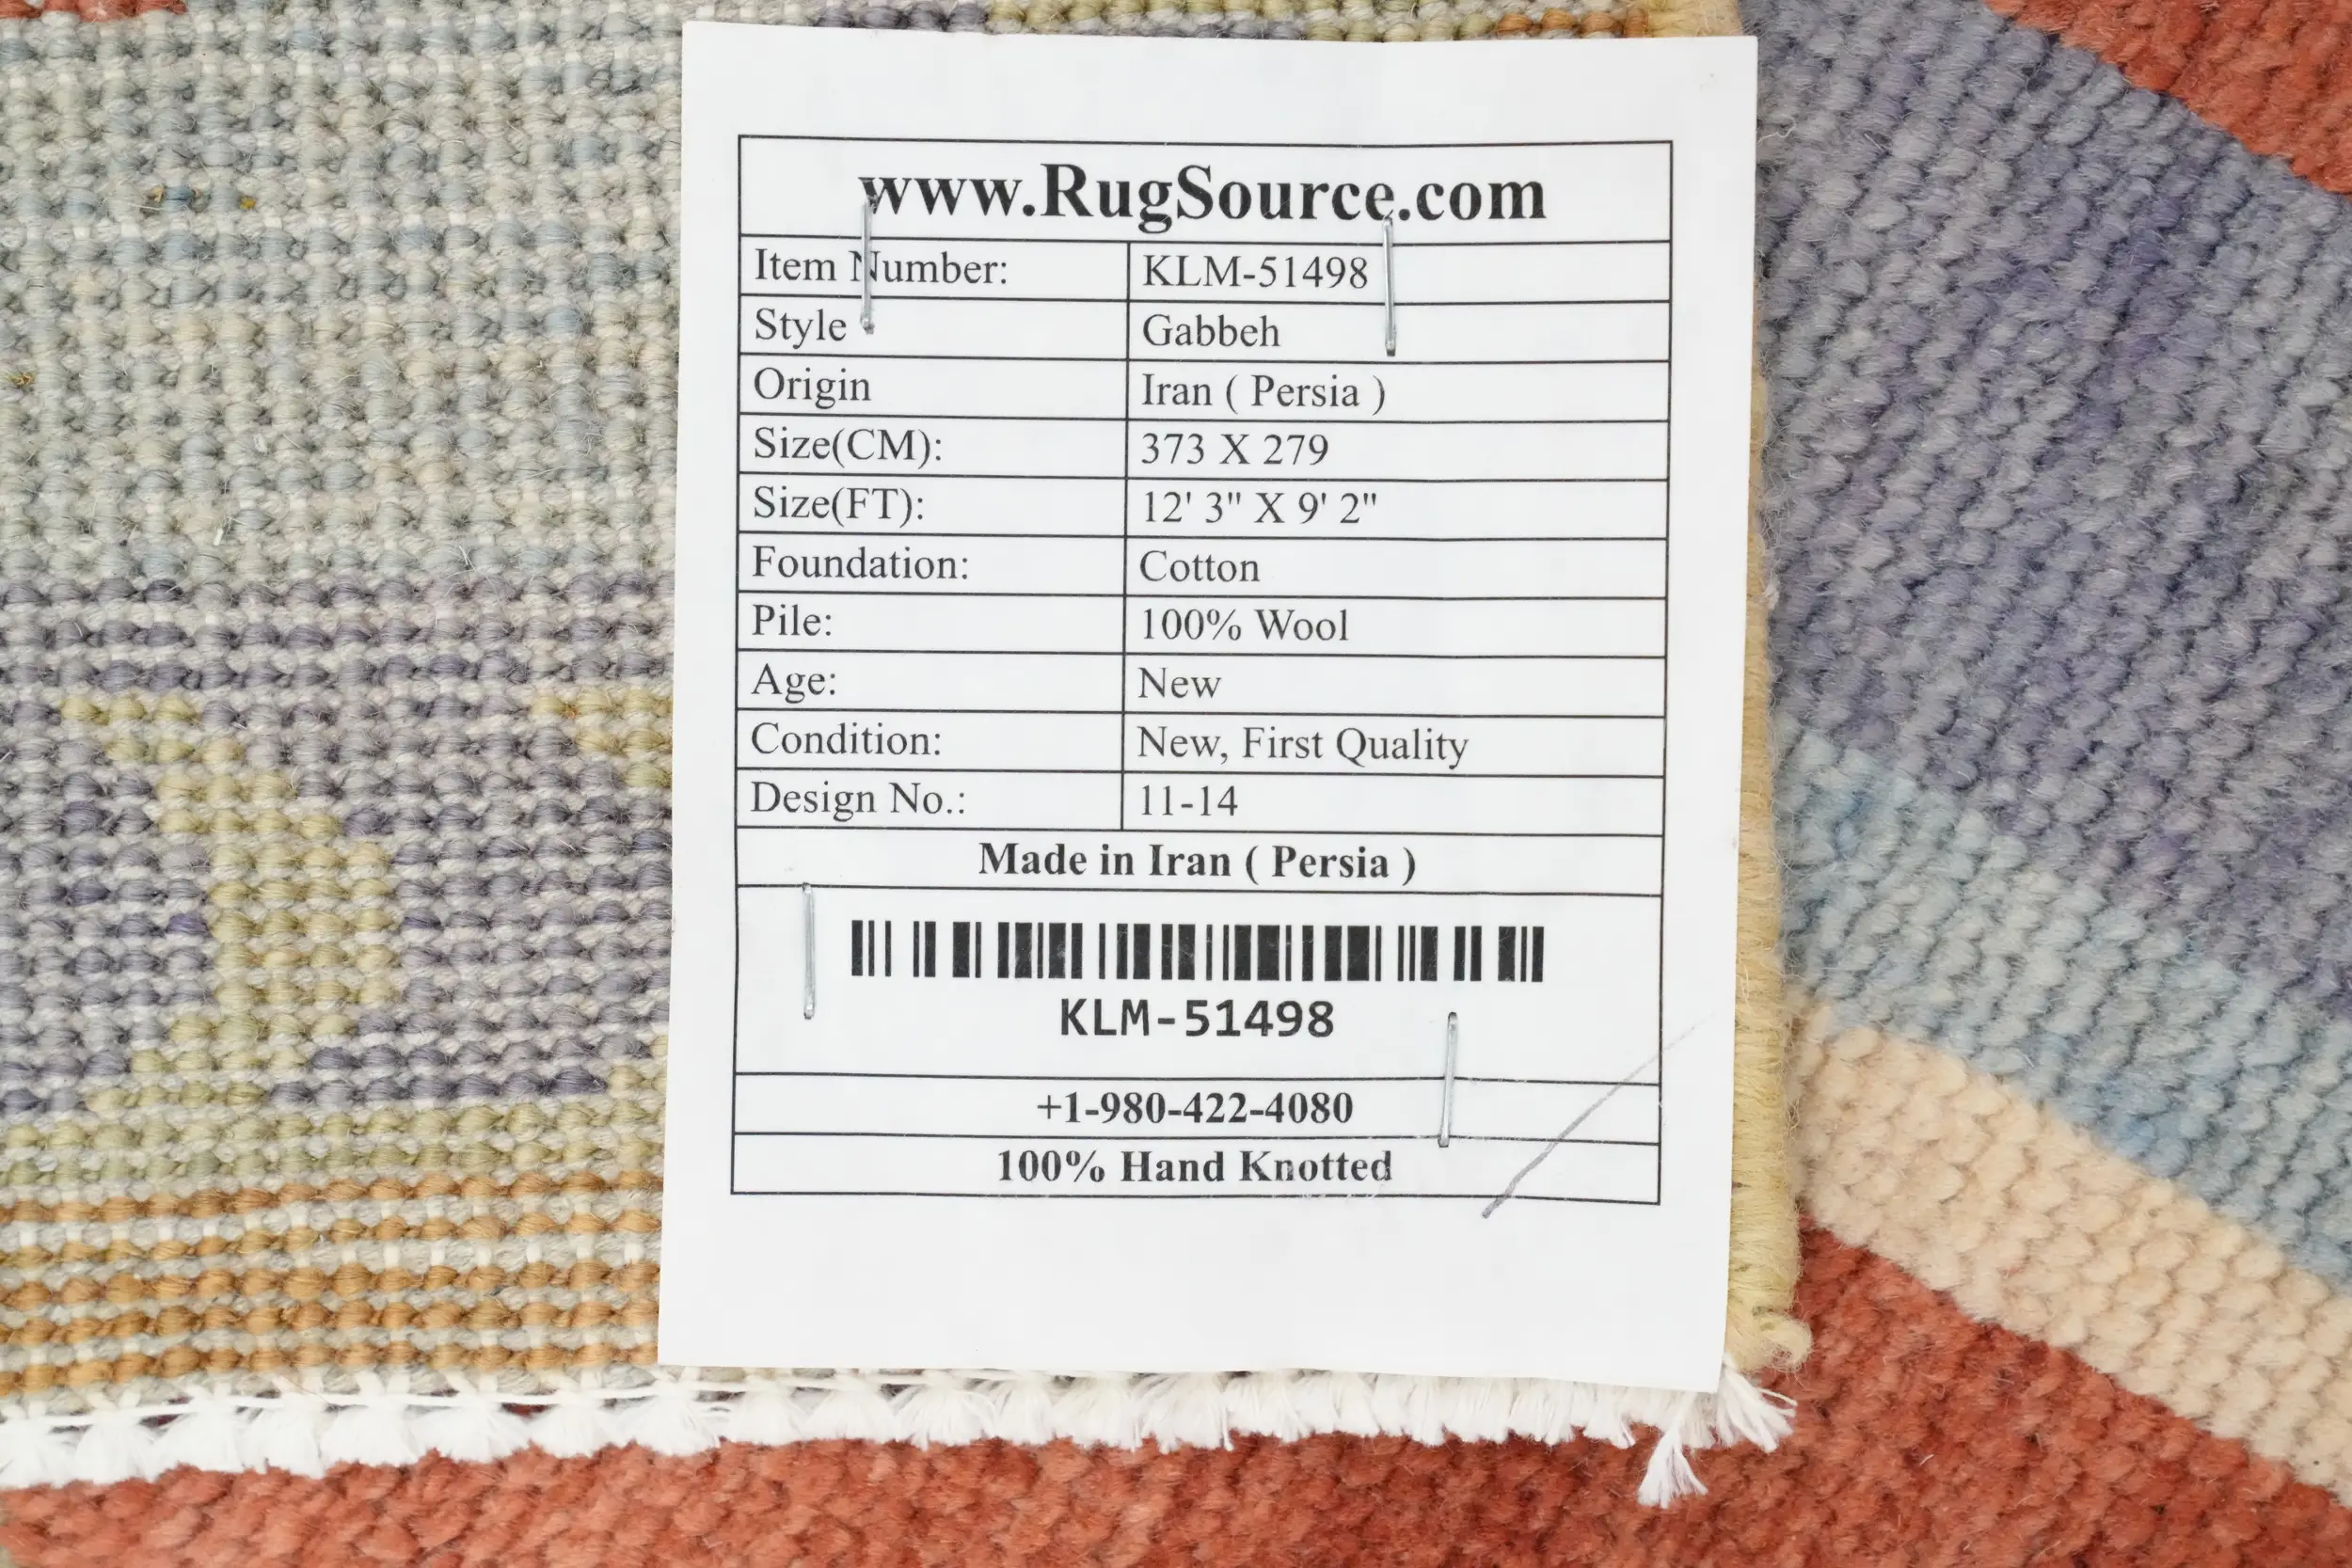 www.RugSource.com
Item Number: KLM-51498
Style Gabbeh
Origin Iran ( Persia )
Size(CM): 373 X 279
Size(FT): 12' 3" X 9' 2"
Foundation: Cotton
Pile: 100% Wool
Age: New
Condition: New, First Quality
Design No.: 11-14
Made in Iran ( Persia )
KLM-51498
+1-980-422-4080
100% Hand Knotted